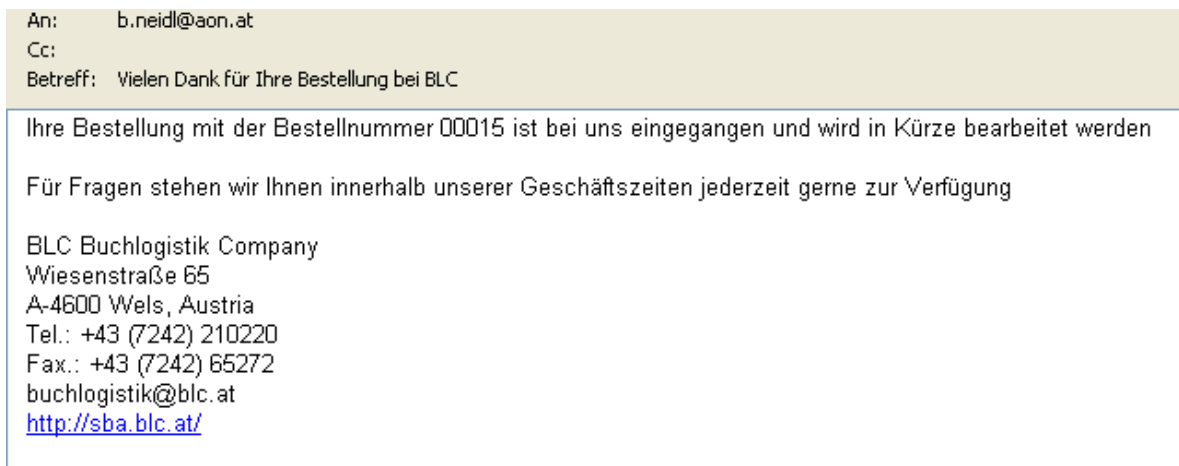 An: b.neidl@aon.at
Cc:
Betreff: Vielen Dank für Ihre Bestellung bei BLC
Ihre Bestellung mit der Bestellnummer 00015 ist bei uns eingegangen und wird in Kürze bearbeitet werden
Für Fragen stehen wir Ihnen innerhalb unserer Geschäftszeiten jederzeit gerne zur Verfügung
BLC Buchlogistik Company
Wiesenstraße 65
A-4600 Wels, Austria
Tel.: +43 (7242) 210220
Fax.: +43 (7242) 65272
buchlogistik@blc.at
http://sba.blc.at/